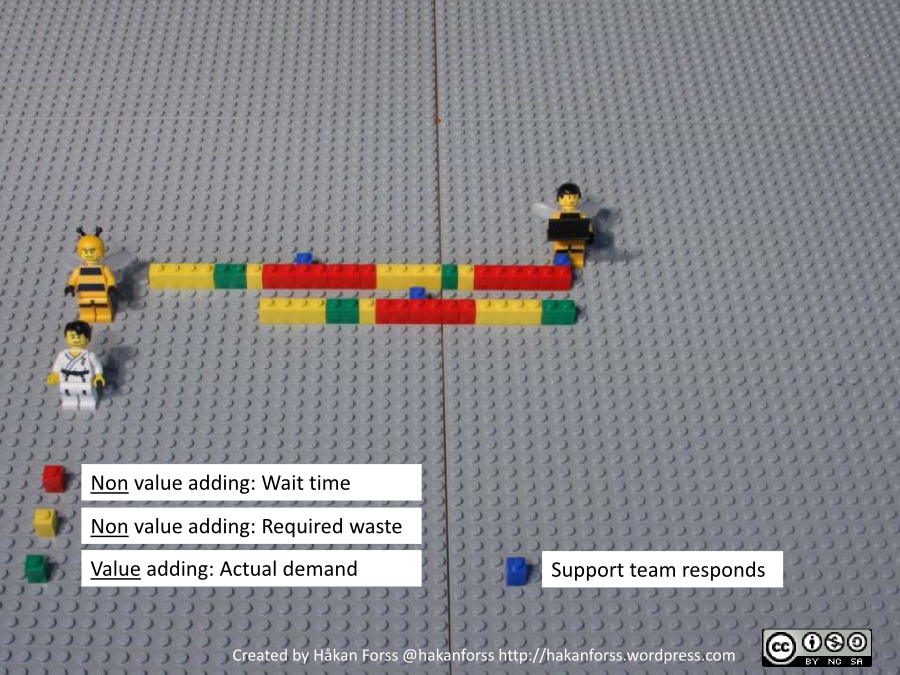 Non value adding: Wait time
Non value adding: Required waste
Value adding: Actual demand
Support team responds
Created by Håkan Forss @hakanforss http://hakanforss.wordpress.com
cc
BY NC SA